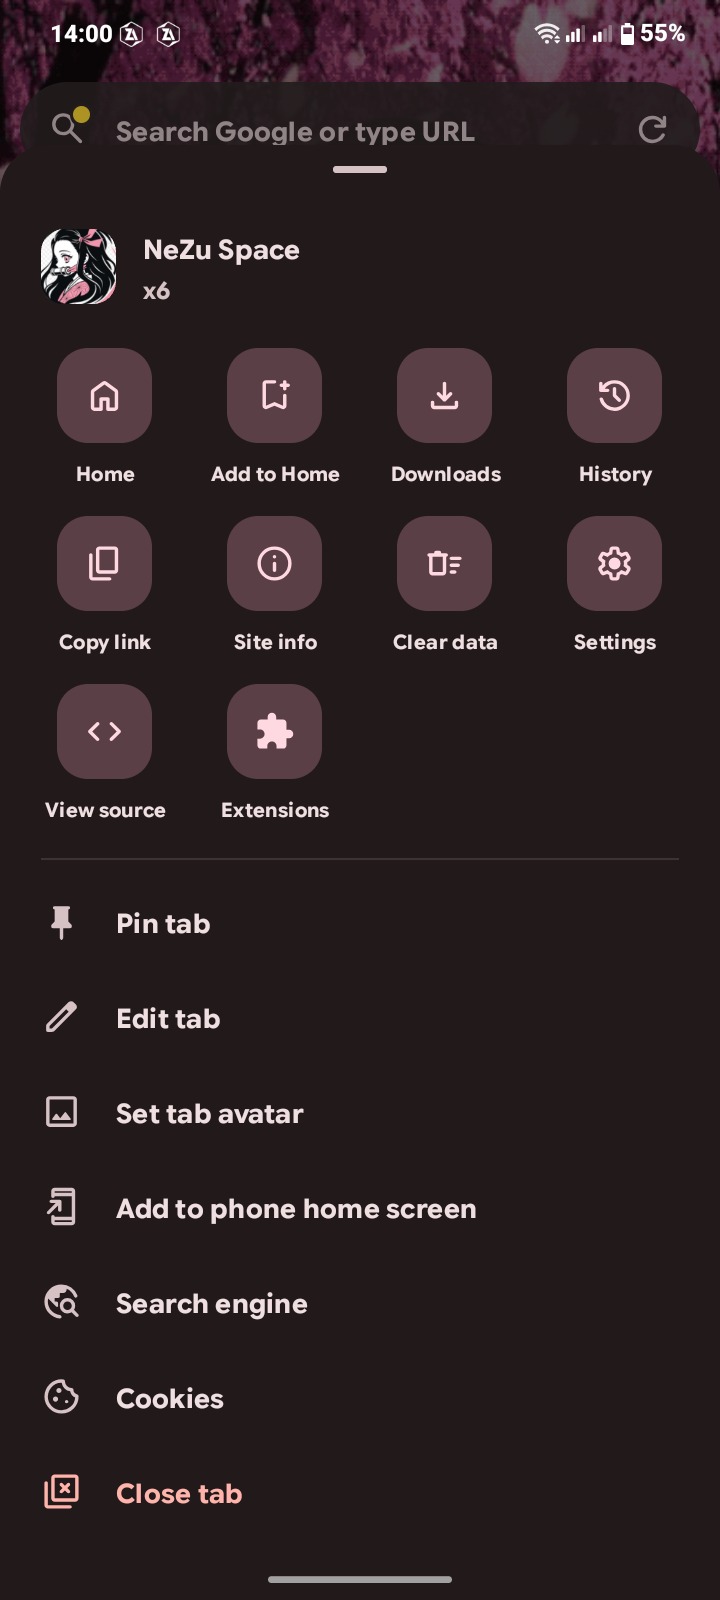 14:00
55%
Search Google or type URL
NeZu Space
x6
Home
Add to Home
Downloads
History
Copy link
Site info
Clear data
Settings
View source
Extensions
Pin tab
Edit tab
Set tab avatar
Add to phone home screen
Search engine
Cookies
Close tab